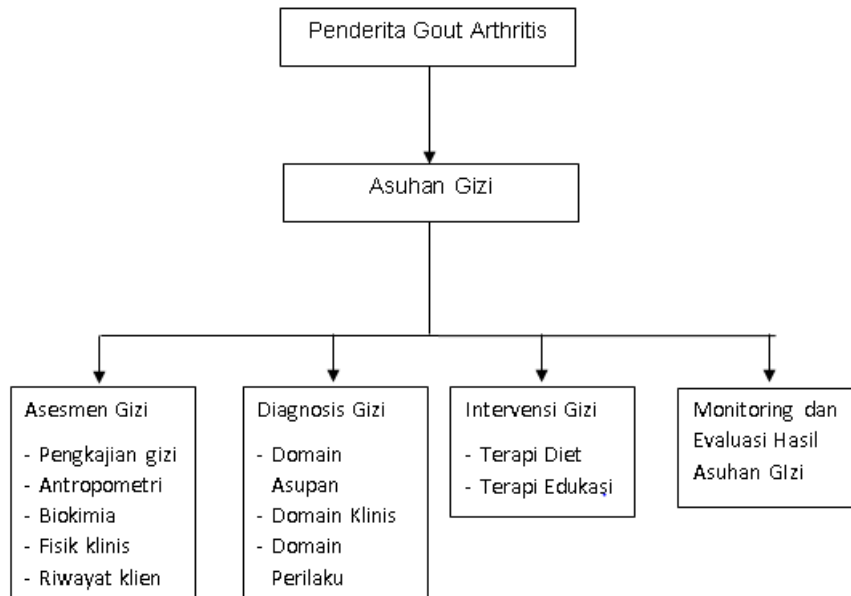 Penderita Gout Arthritis
Asuhan Gizi
Asesmen Gizi
- Pengkajian gizi
- Antropometri
- Biokimia
- Fisik klinis
- Riwayat klien
Diagnosis Gizi
- Domain
Asupan
- Domain Klinis
- Domain
Perilaku
Intervensi Gizi
- Terapi Diet
- Terapi Edukasi
Monitoring dan
Evaluasi Hasil
Asuhan GIzi